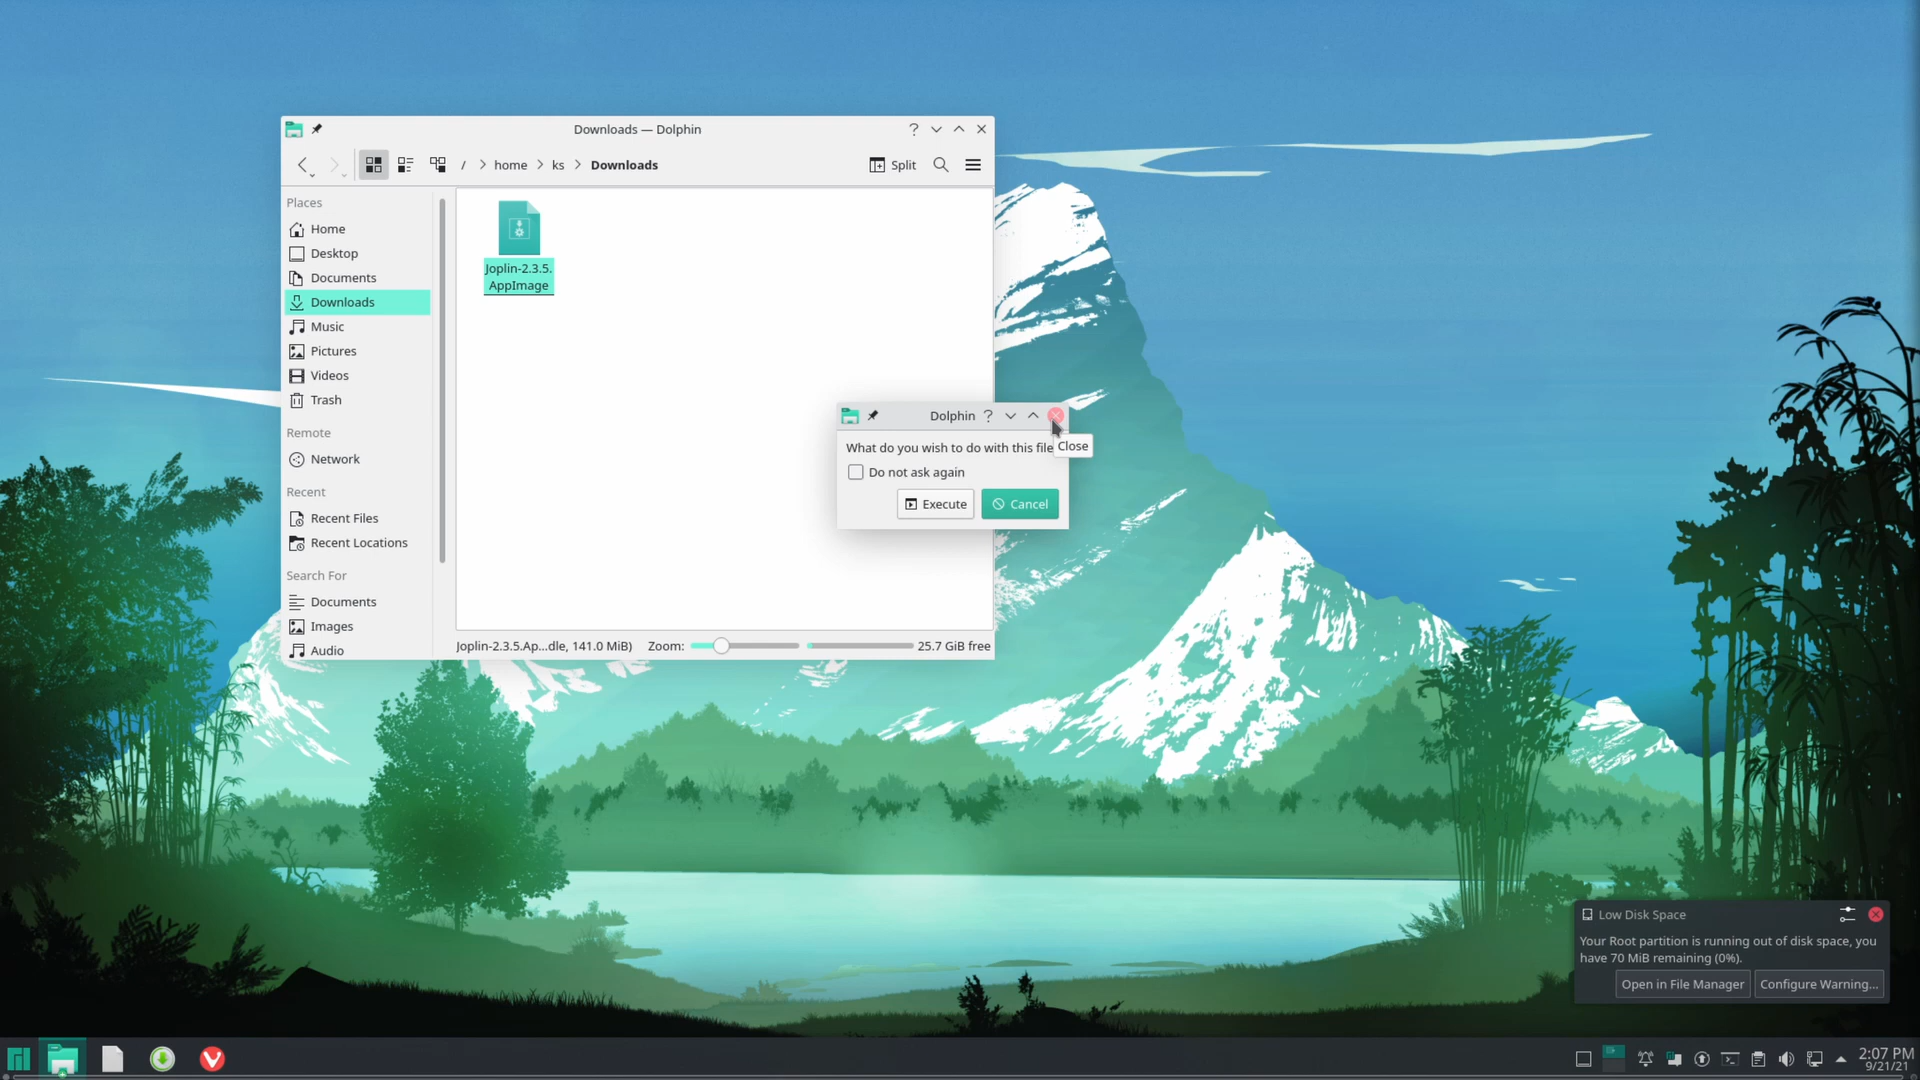 Downloads — Dolphin
/ > home > ks > Downloads
Split
Places
Home
Desktop
Documents
Downloads
Music
Pictures
Videos
Trash
Remote
Network
Recent
Recent Files
Recent Locations
Search For
Documents
Images
Audio
Joplin-2.3.5.
AppImage
Joplin-2.3.5.Ap...dle, 141.0 MiB)
Zoom:
25.7 GiB free
Dolphin
What do you wish to do with this file
Close
Do not ask again
Execute
Cancel
Low Disk Space
Your Root partition is running out of disk space, you
have 70 MiB remaining (0%).
Open in File Manager
Configure Warning...
2:07 PM
9/21/21